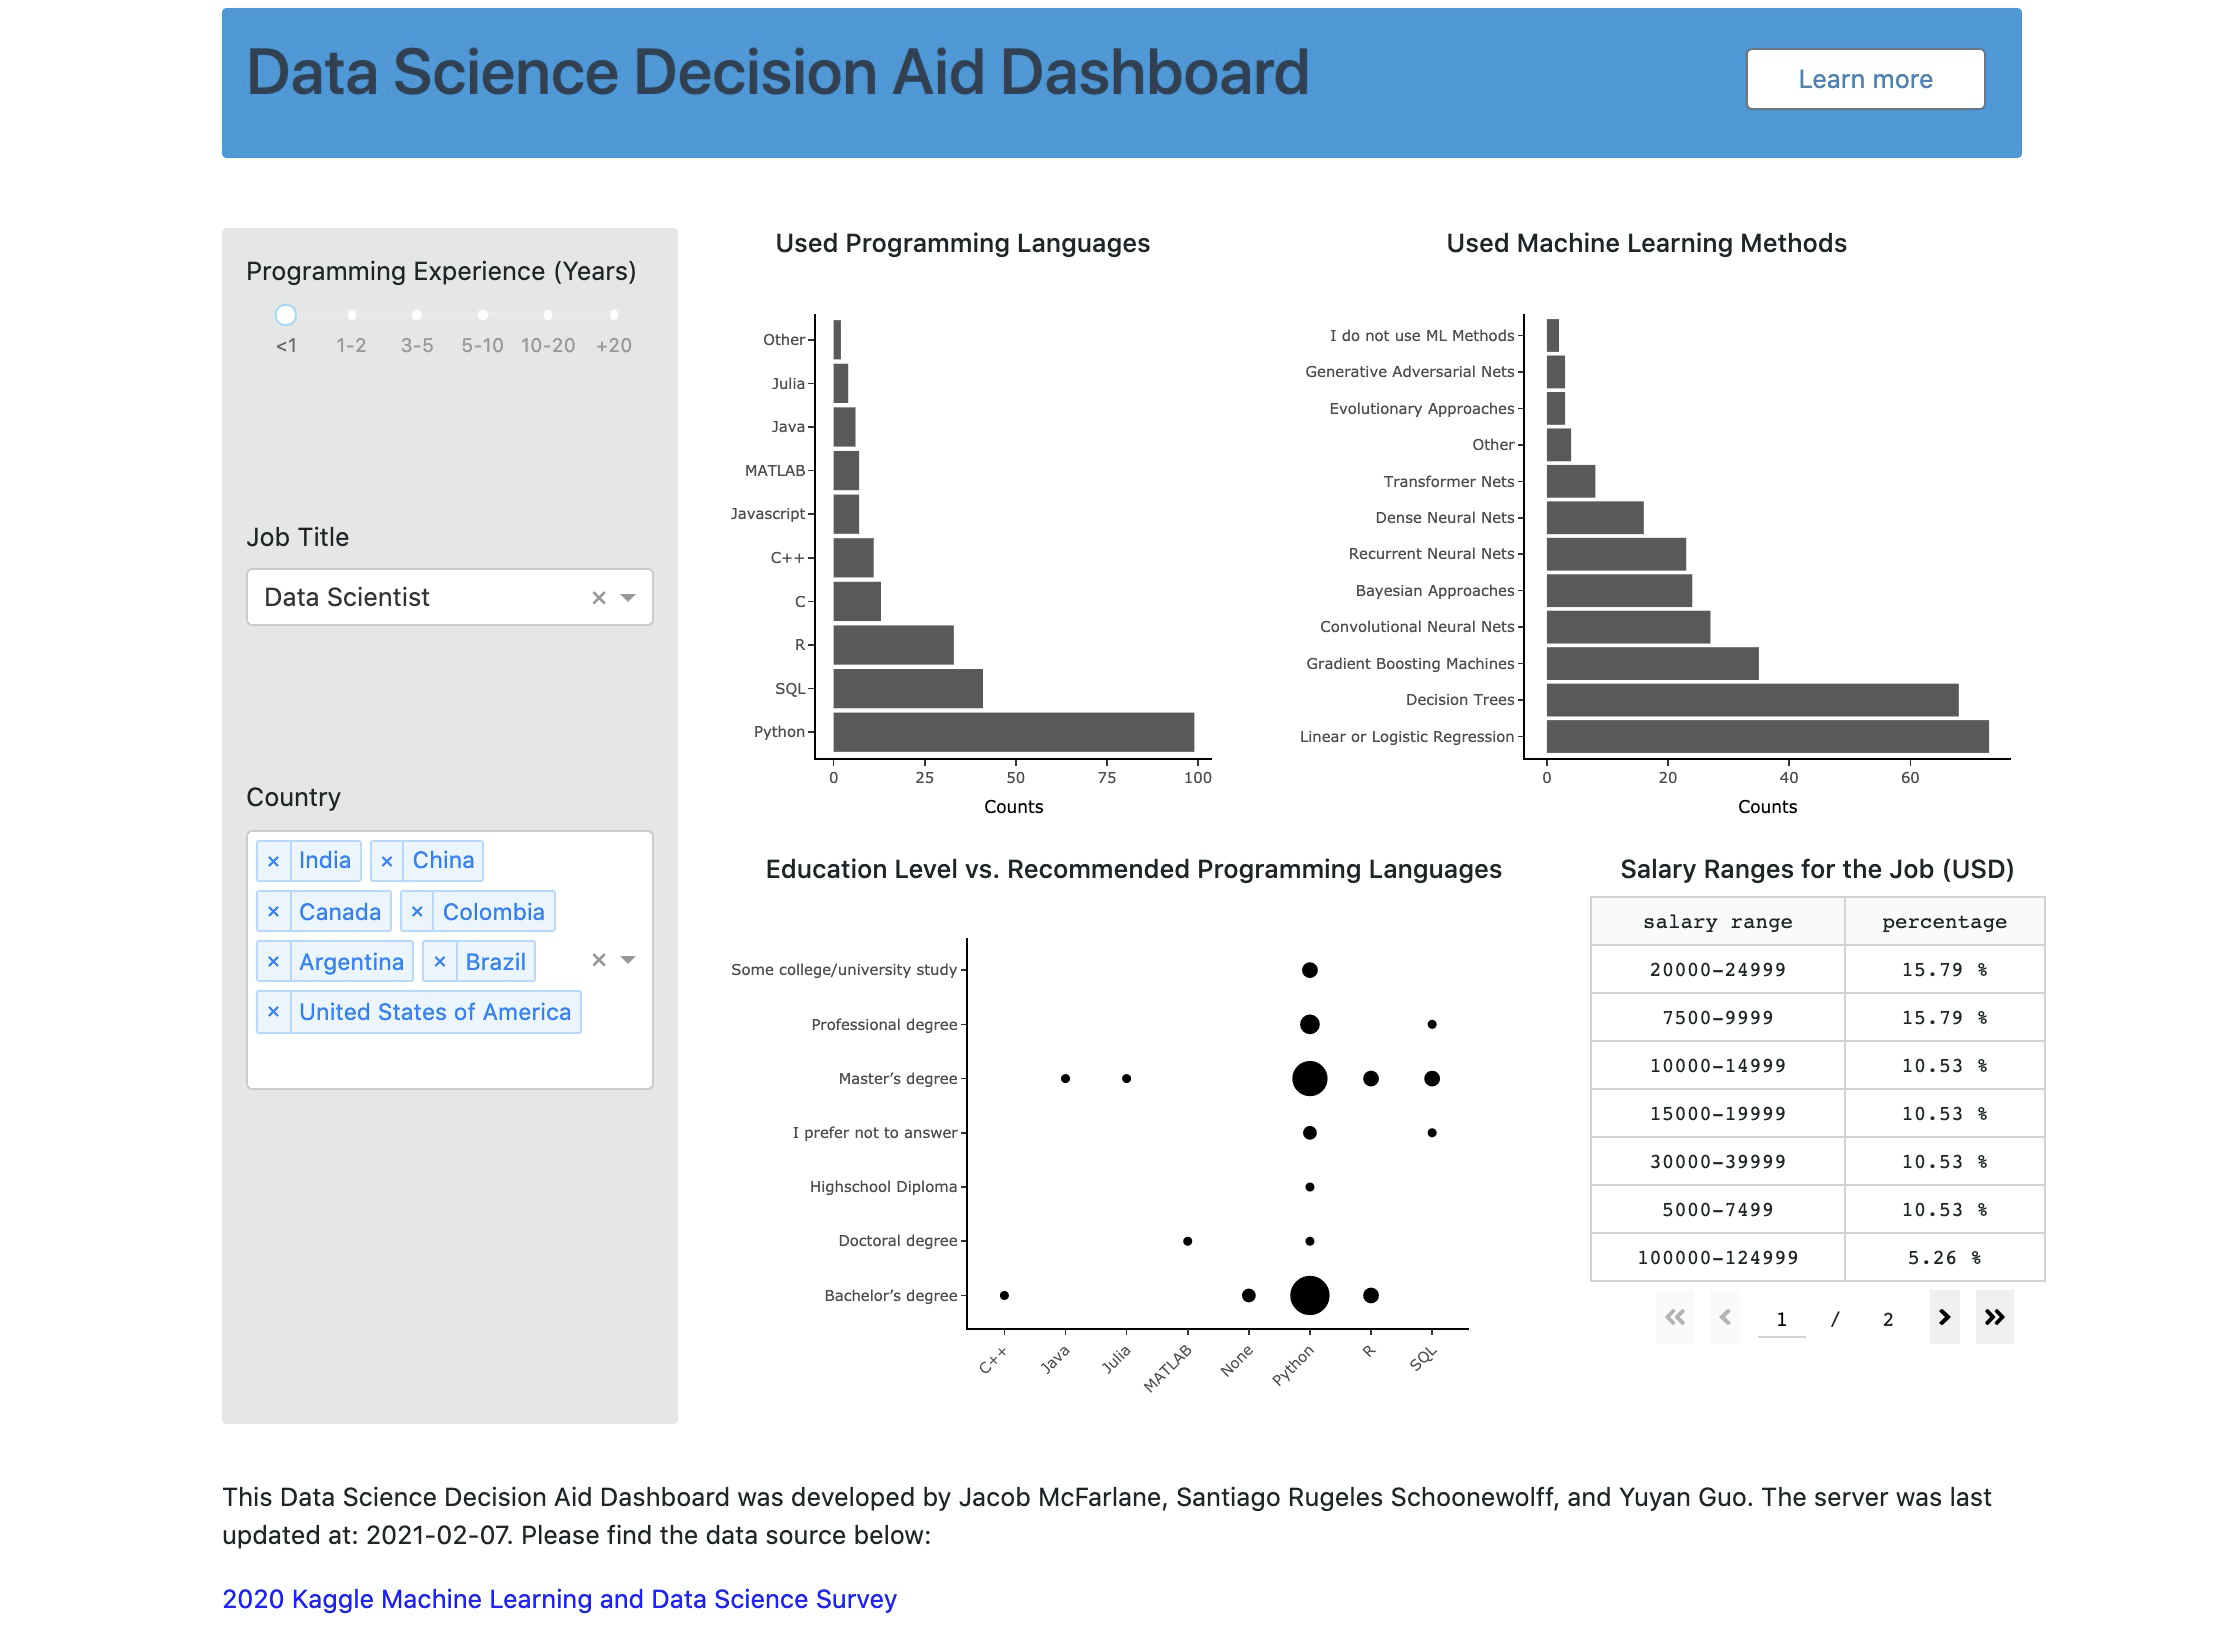 Data Science Decision Aid Dashboard
Learn more
Programming Experience (Years)
<1 1-2 3-5 5-10 10-20 +20
Job Title
Data Scientist × 
Country
× India × China
× Canada × Colombia
× Argentina × Brazil ×
× United States of America
Used Programming Languages
Other
Julia
Java
MATLAB
Javascript
C++
C
R
SQL
Python
0 25 50 75 100
Counts
Used Machine Learning Methods
I do not use ML Methods
Generative Adversarial Nets
Evolutionary Approaches
Other
Transformer Nets
Dense Neural Nets
Recurrent Neural Nets
Bayesian Approaches
Convolutional Neural Nets
Gradient Boosting Machines
Decision Trees
Linear or Logistic Regression
0 20 40 60
Counts
Education Level vs. Recommended Programming Languages
Some college/university study
Professional degree
Master’s degree
I prefer not to answer
Highschool Diploma
Doctoral degree
Bachelor’s degree
C++ Java Julia MATLAB None Python R SQL
Salary Ranges for the Job (USD)
salary range percentage
20000-24999 15.79 %
7500-9999 15.79 %
10000-14999 10.53 %
15000-19999 10.53 %
30000-39999 10.53 %
5000-7499 10.53 %
100000-124999 5.26 %
« ‹ 1 / 2 › »
This Data Science Decision Aid Dashboard was developed by Jacob McFarlane, Santiago Rugeles Schoonewolff, and Yuyan Guo. The server was last
updated at: 2021-02-07. Please find the data source below:
2020 Kaggle Machine Learning and Data Science Survey